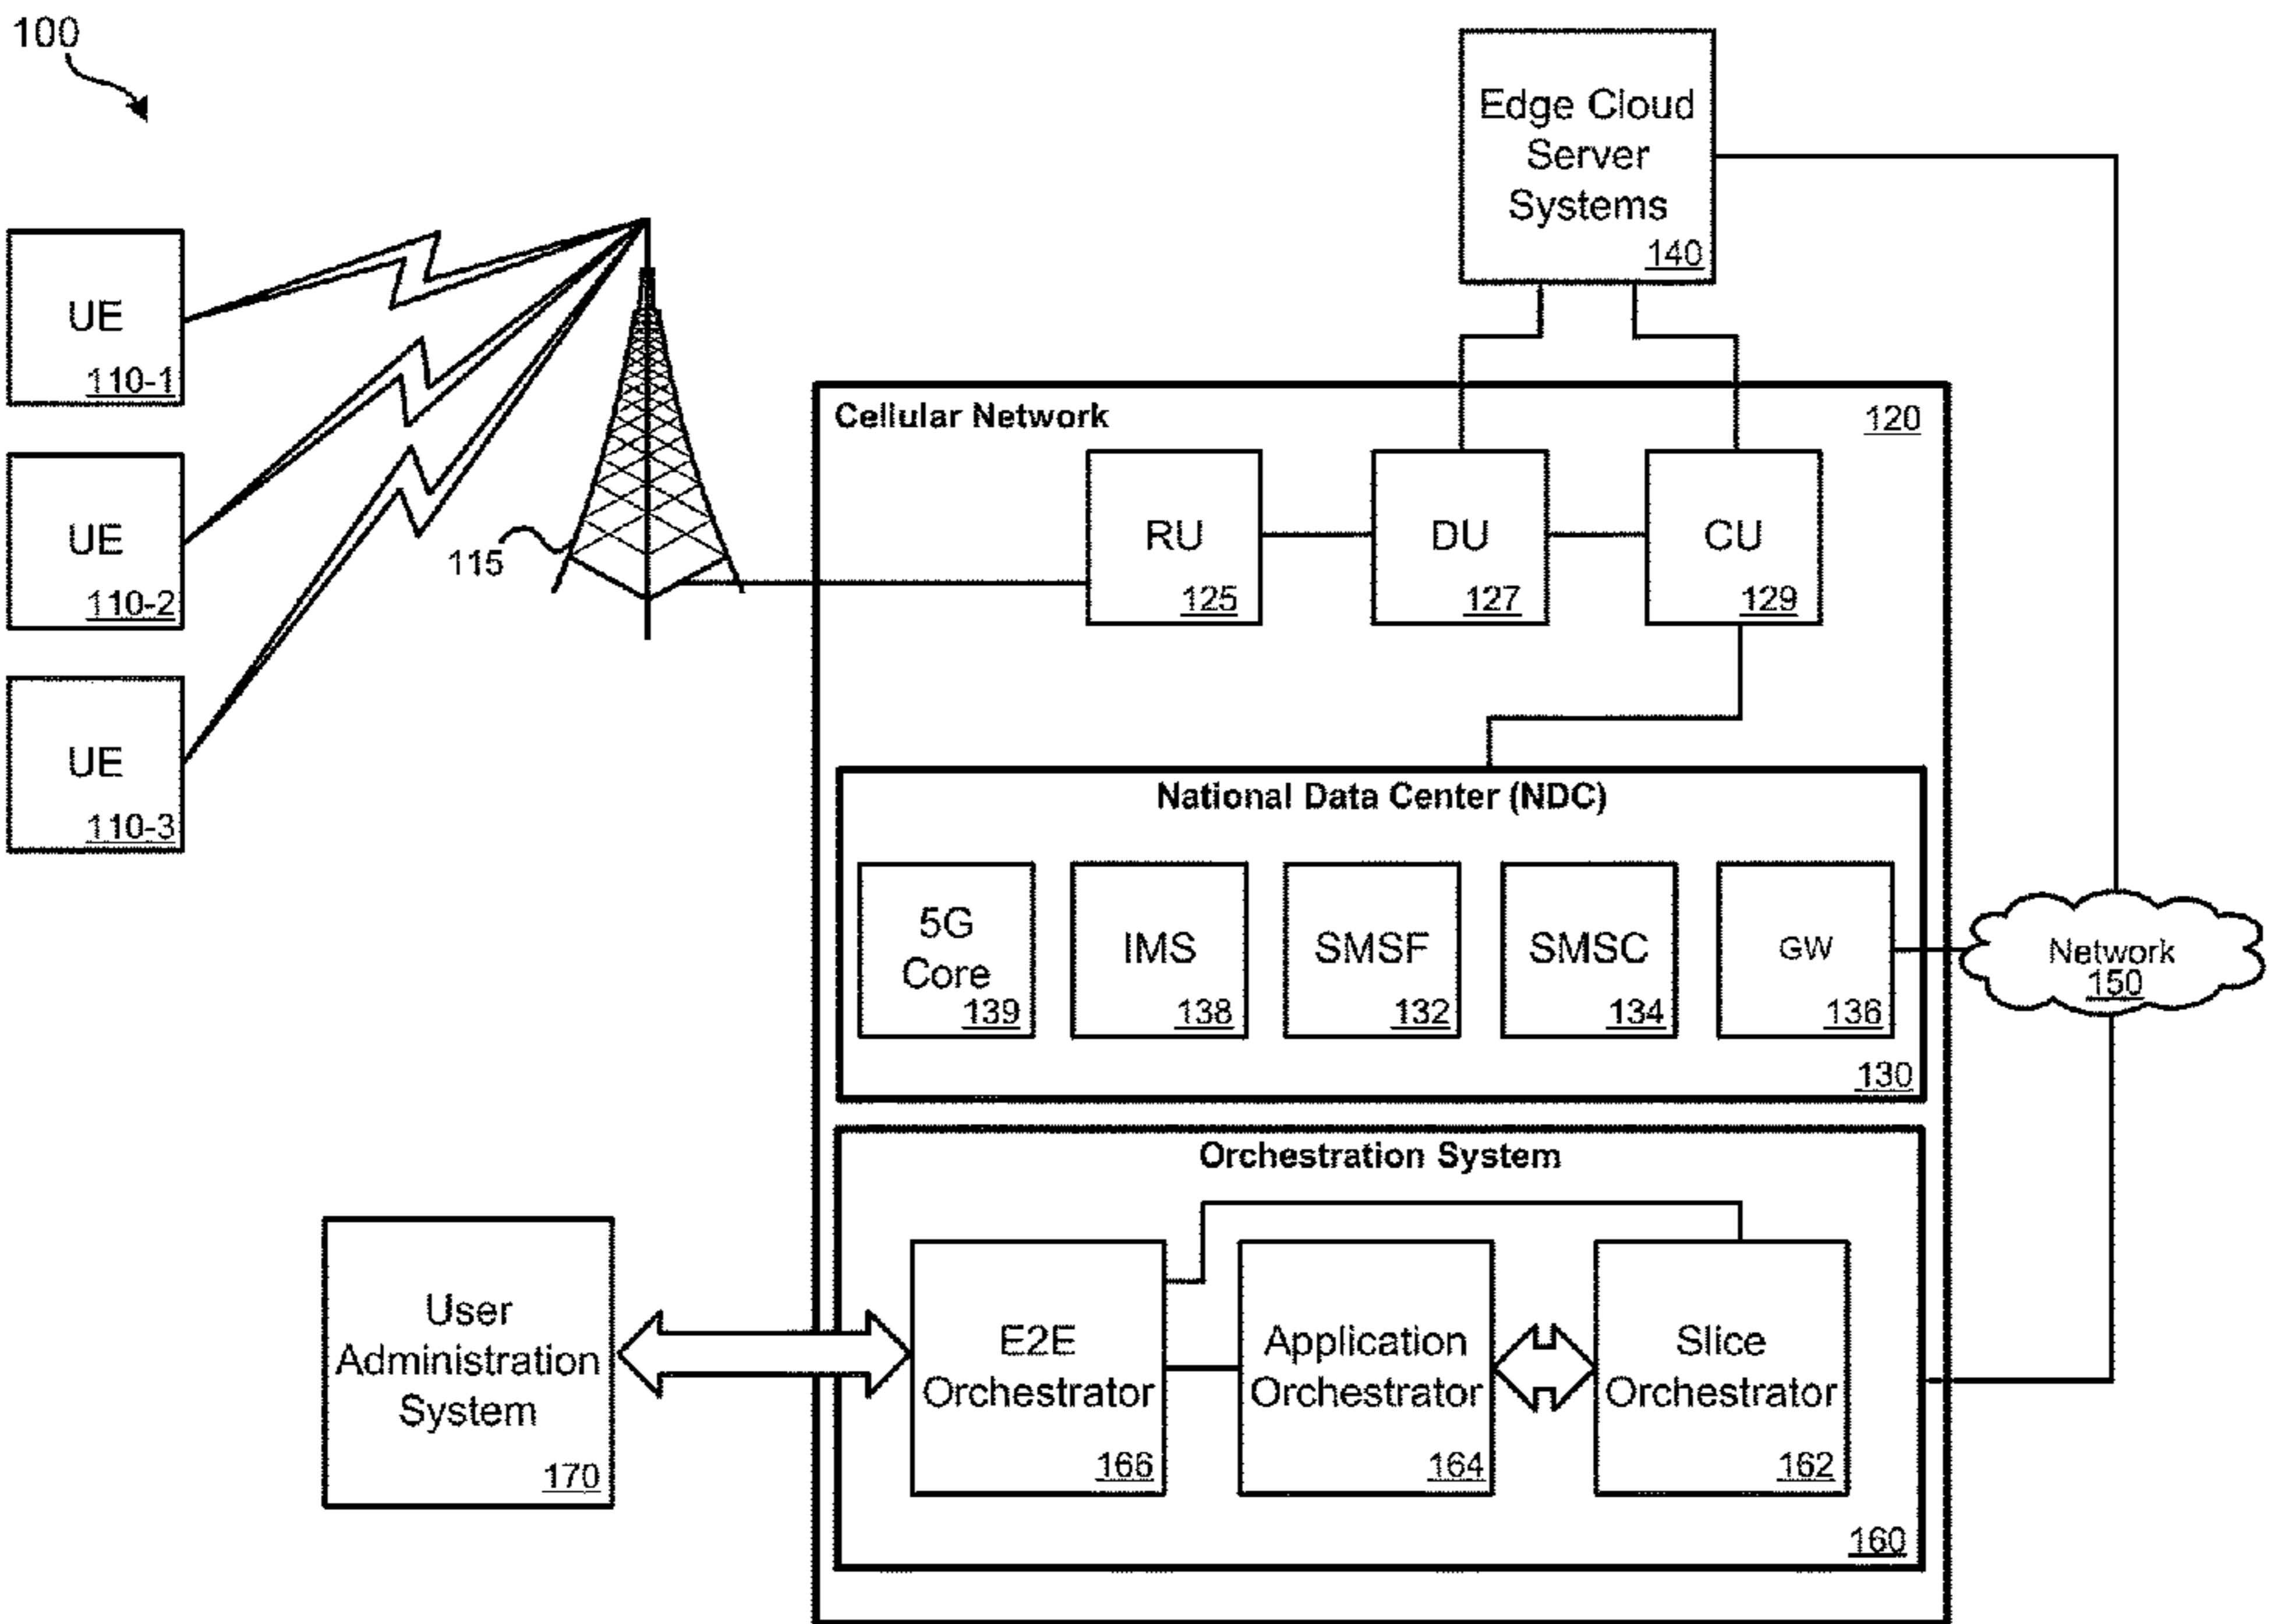 100
Edge Cloud
Server
Systems
140
UE
110-1
UE
110-2
UE
110-3
115
Cellular Network
120
RU
125
DU
127
CU
129
National Data Center (NDC)
5G
Core
139
IMS
138
SMSF
132
SMSC
134
GW
136
130
Network
150
Orchestration System
User
Administration
System
170
E2E
Orchestrator
166
Application
Orchestrator
164
Slice
Orchestrator
162
160